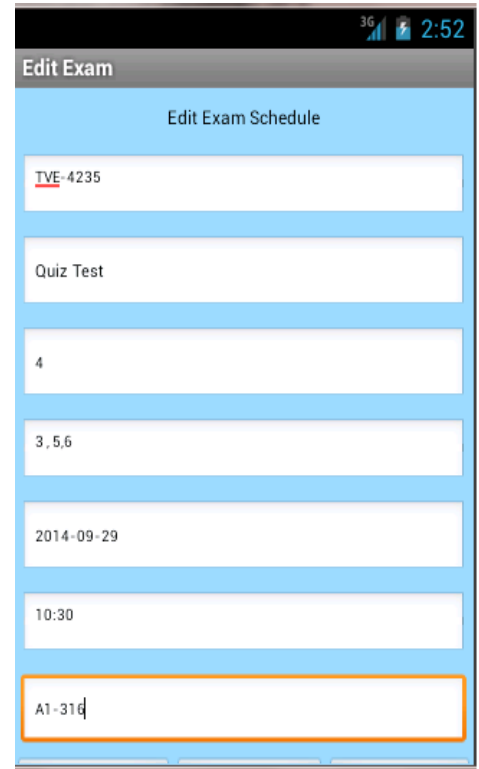 3G 2:52
Edit Exam
Edit Exam Schedule
TVE-4235
Quiz Test
4
3 , 5,6
2014-09-29
10:30
A1-316